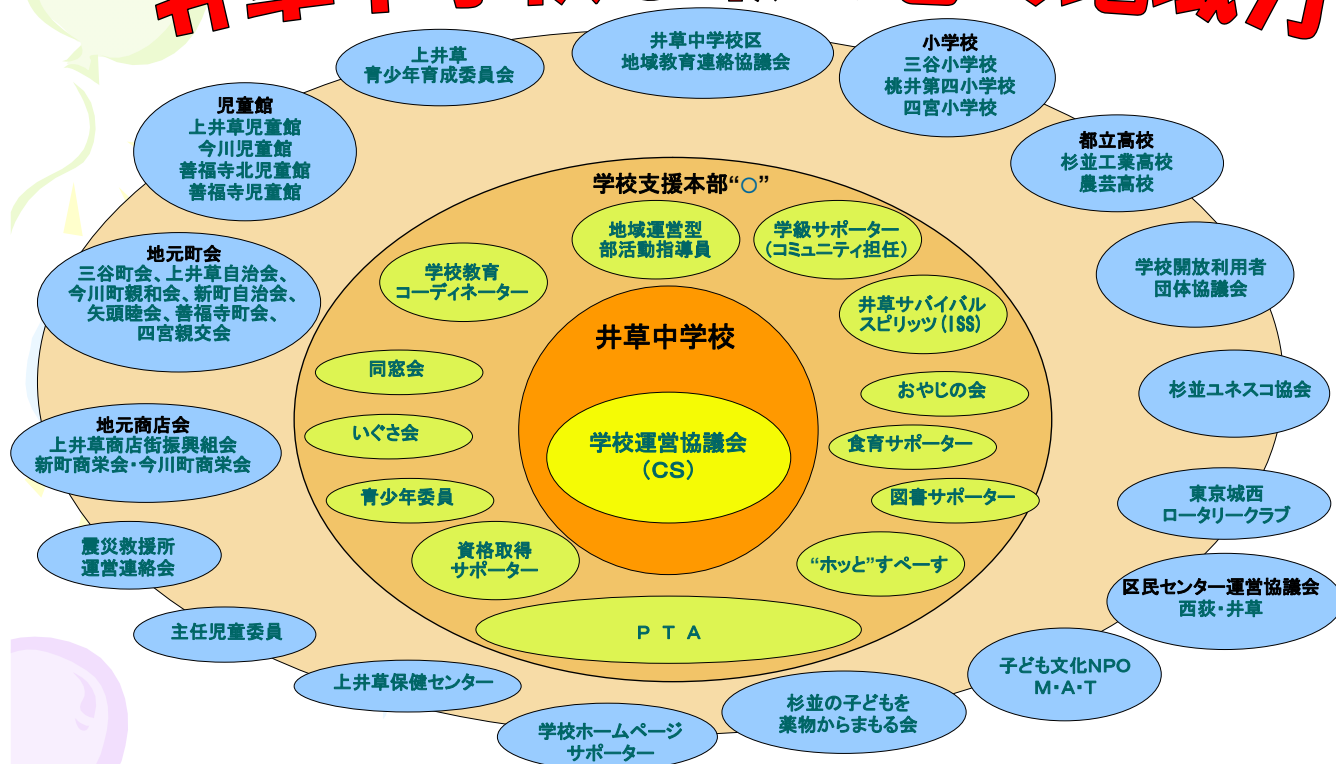 井草中学校
上井草
青少年育成委員会
井草中学校区
地域教育連絡協議会
小学校
三谷小学校
桃井第四小学校
四宮小学校
児童館
上井草児童館
今川児童館
善福寺北児童館
善福寺児童館
都立高校
杉並工業高校
農芸高校
学校支援本部“○”
地域運営型
部活動指導員
学級サポーター
(コミュニティ担任)
地元町会
三谷町会、上井草自治会、
今川町親和会、新町自治会、
矢頭睦会、善福寺町会、
四宮親交会
学校教育
コーディネーター
学校開放利用者
団体協議会
井草サバイバル
スピリッツ(ISS)
井草中学校
同窓会
おやじの会
杉並ユネスコ協会
地元商店会
上井草商店街振興組合
新町商栄会・今川町商栄会
いぐさ会
学校運営協議会
(CS)
食育サポーター
青少年委員
図書サポーター
東京城西
ロータリークラブ
震災救援所
運営連絡会
資格取得
サポーター
“ホッと”すぺーす
区民センター運営協議会
西荻・井草
主任児童委員
ＰＴＡ
上井草保健センター
子ども文化NPO
M・A・T
杉並の子どもを
薬物からまもる会
学校ホームページ
サポーター